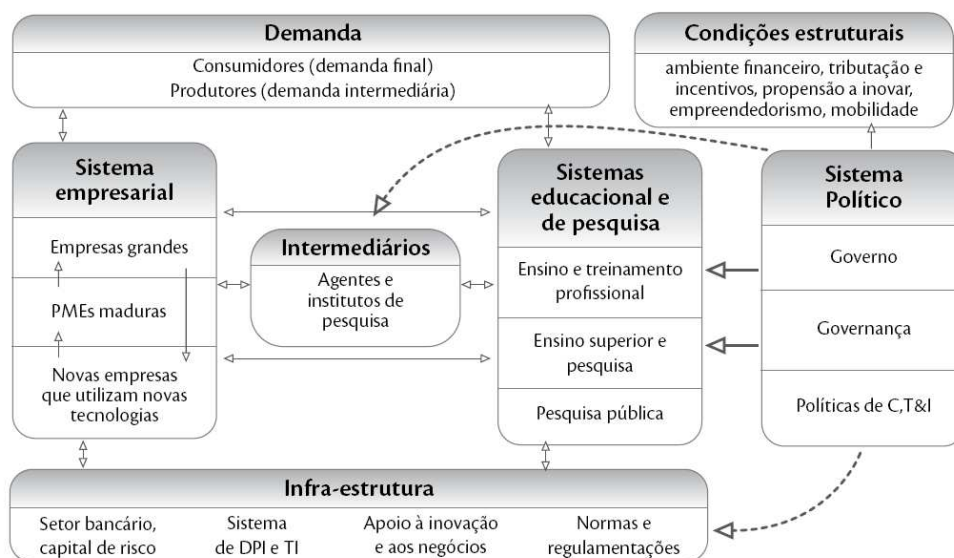 Demanda
Consumidores (demanda final)
Produtores (demanda intermediária)
Condições estruturais
ambiente financeiro, tributação e
incentivos, propensão a inovar,
empreendedorismo, mobilidade
Sistema
empresarial
Empresas grandes
PMEs maduras
Novas empresas
que utilizam novas
tecnologias
Intermediários
Agentes e
institutos de
pesquisa
Sistemas
educacional e
de pesquisa
Ensino e treinamento
profissional
Ensino superior e
pesquisa
Pesquisa pública
Sistema
Político
Governo
Governança
Políticas de C,T&I
Infra-estrutura
Setor bancário,
capital de risco
Sistema
de DPI e TI
Apoio à inovação
e aos negócios
Normas e
regulamentações